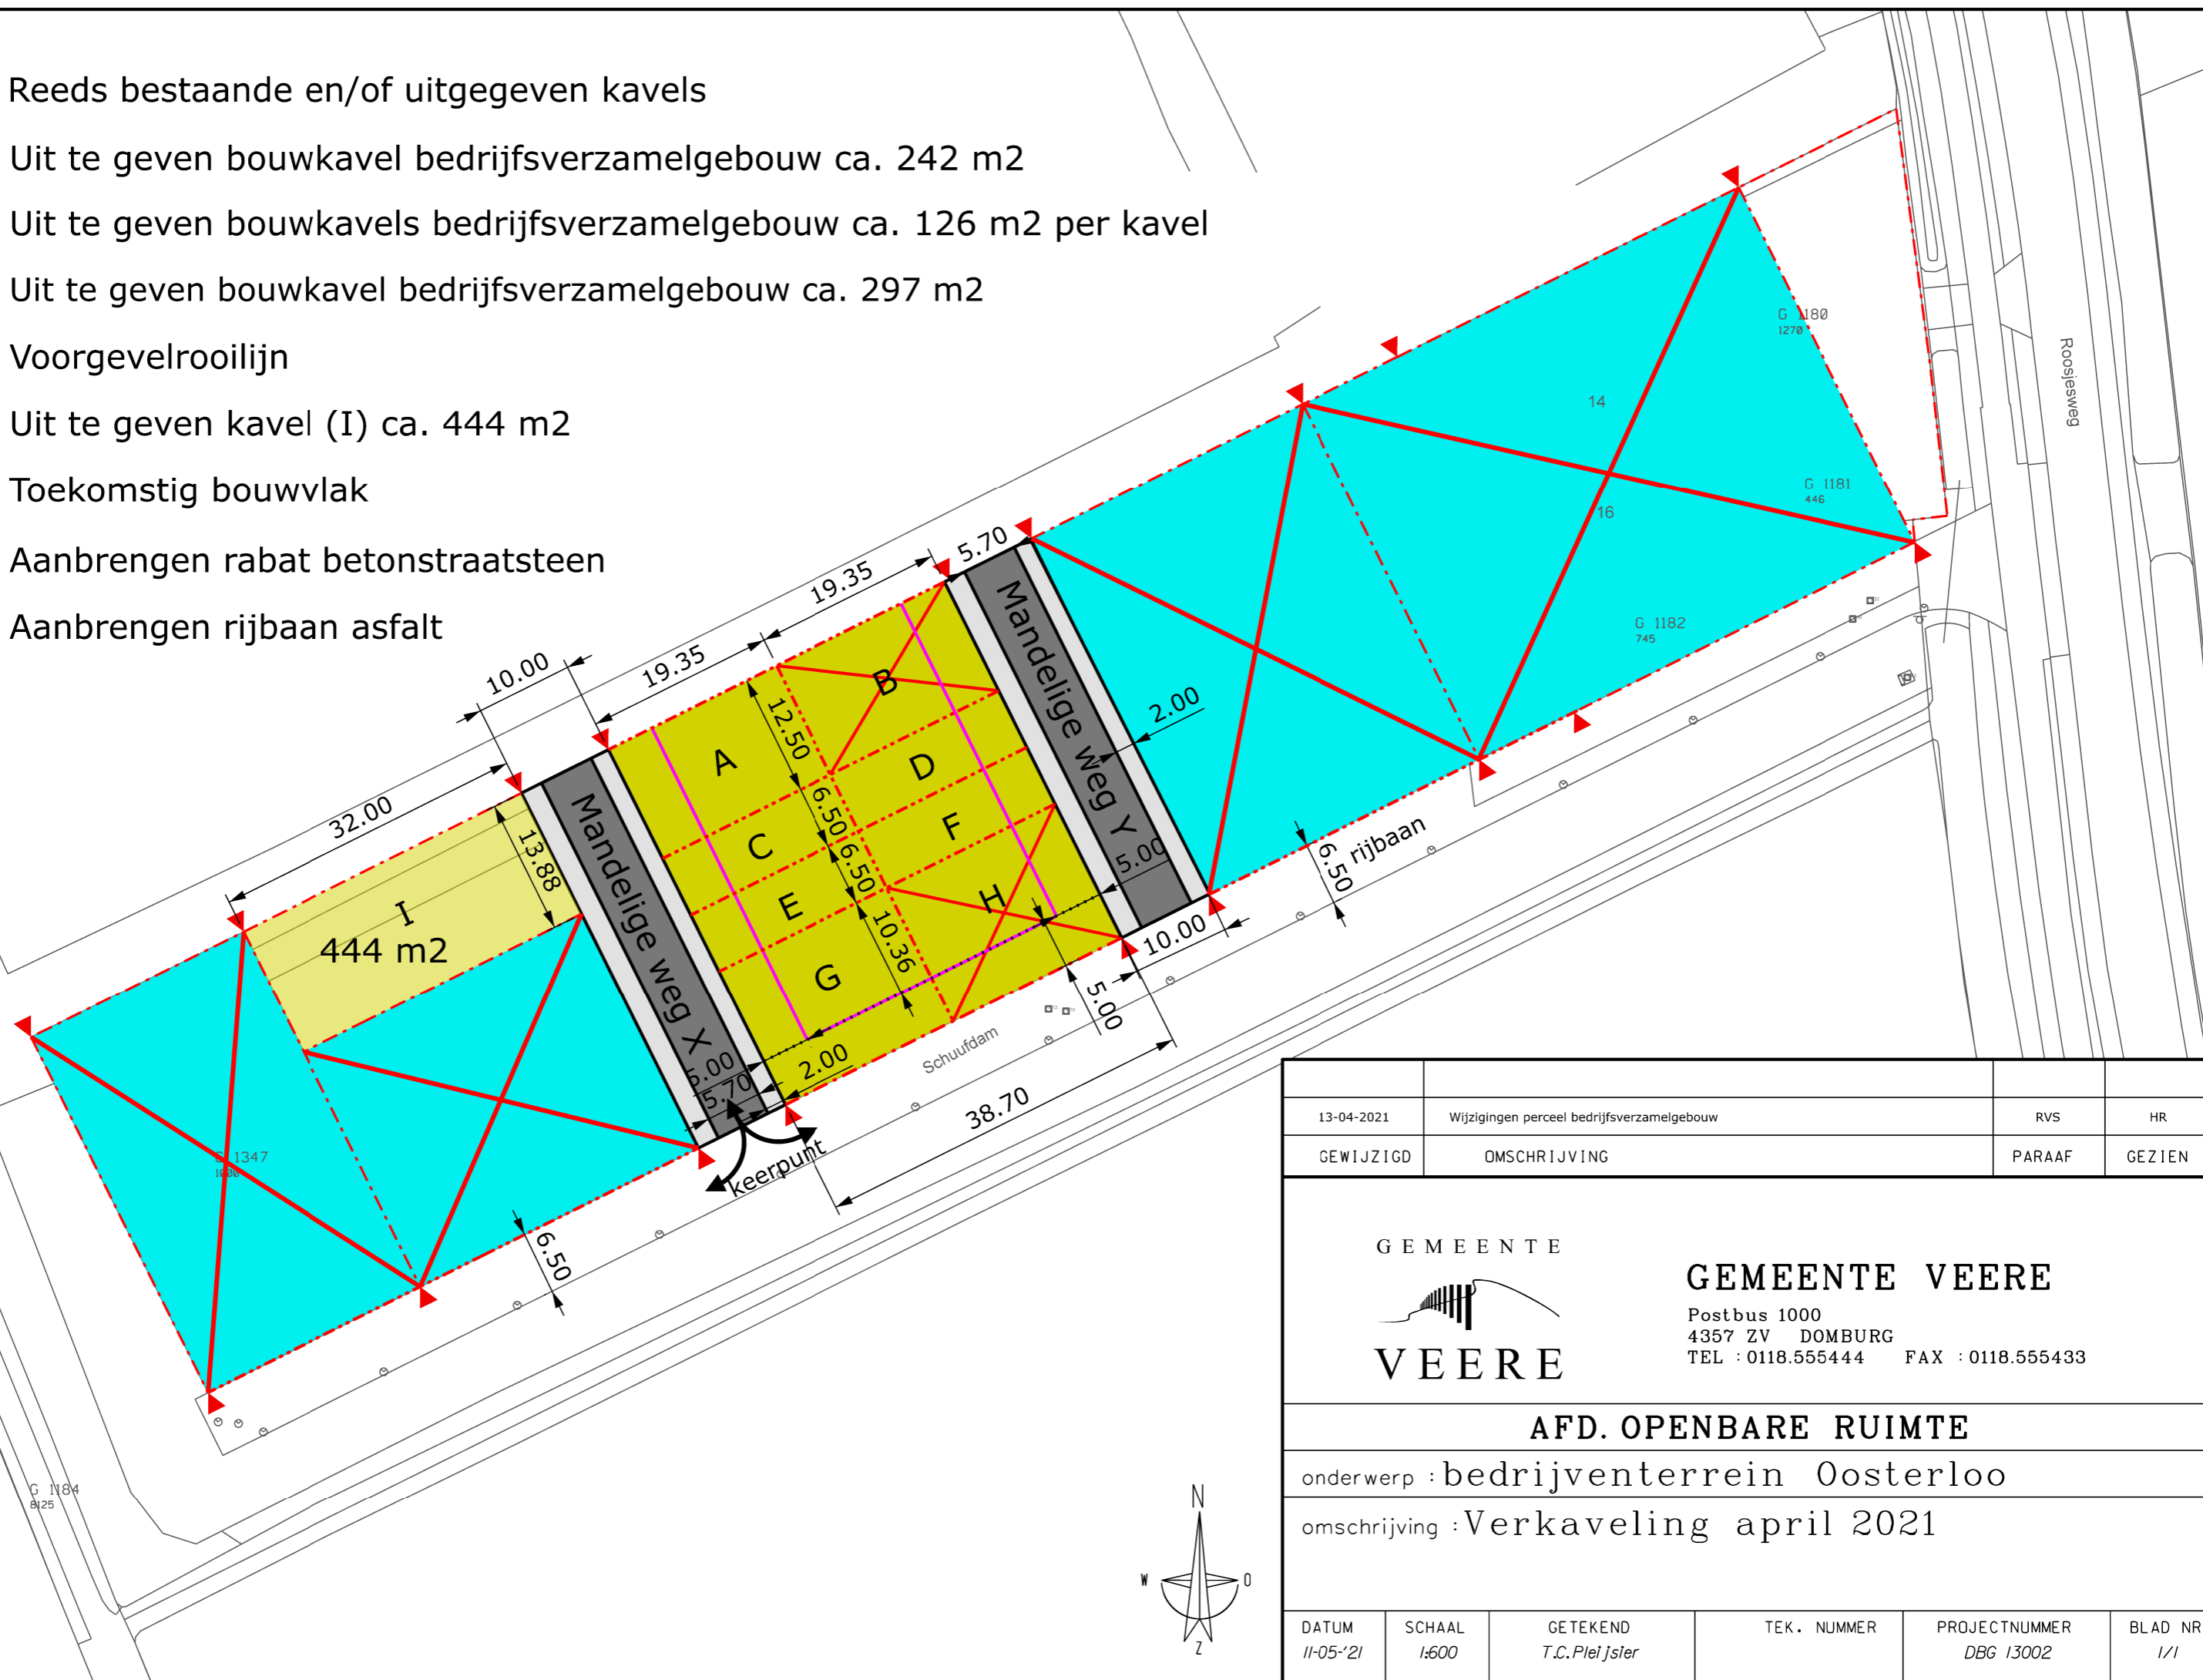 Reeds bestaande en/of uitgegeven kavels
Uit te geven bouwkavel bedrijfsverzamelgebouw ca. 242 m2
Uit te geven bouwkavels bedrijfsverzamelgebouw ca. 126 m2 per kavel
Uit te geven bouwkavel bedrijfsverzamelgebouw ca. 297 m2
Voorgevelrooilijn
Uit te geven kavel (I) ca. 444 m2
Toekomstig bouwvlak
Aanbrengen rabat betonstraatsteen
Aanbrengen rijbaan asfalt
G 1180
1270
Roosjesweg
14
G 1181
446
16
G 1182
745
5.70
19.35
19.35
10.00
32.00
B
12.50
A
D
6.50
C
F
6.50
E
H
10.36
G
Mandelige weg Y
2.00
5.00
6.50
rijbaan
10.00
5.00
13.88
I
444 m2
Mandelige weg X
5.00
5.70
2.00
Schuufdam
38.70
keerpunt
6.50
G 1347
1000
G 1184
8125
N
W
O
Z
13-04-2021 Wijzigingen perceel bedrijfsverzamelgebouw RVS HR
GEWIJZIGD OMSCHRIJVING PARAAF GEZIEN
GEMEENTE
VEERE
GEMEENTE VEERE
Postbus 1000
4357 ZV DOMBURG
TEL : 0118.555444 FAX : 0118.555433
AFD. OPENBARE RUIMTE
onderwerp : bedrijventerrein Oosterloo
omschrijving : Verkaveling april 2021
DATUM SCHAAL GETEKEND TEK. NUMMER PROJECTNUMMER BLAD NR
11-05-'21 1:600 T.C.Pleijsier DBG 13002 1/1